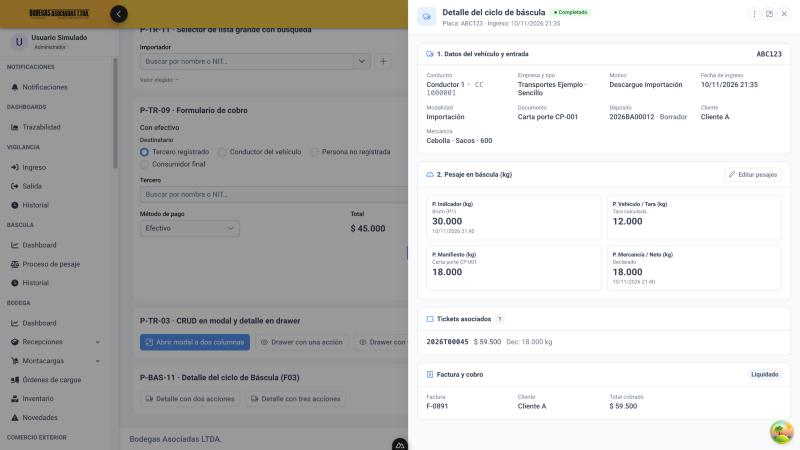 BODEGAS ASOCIADAS LTDA.
U
Usuario Simulado
Administrador
NOTIFICACIONES
Notificaciones
DASHBOARDS
Trazabilidad
VIGILANCIA
Ingreso
Salida
Historial
BÁSCULA
Dashboard
Proceso de pesaje
Historial
BODEGA
Dashboard
Recepciones
Montacargas
Órdenes de cargue
Inventario
Novedades
COMERCIO EXTERIOR
P-TR-11 · Selector de lista grande con búsqueda
Importador
Buscar por nombre o NIT...
Valor elegido: —
P-TR-09 · Formulario de cobro
Con efectivo
Destinatario
Tercero registrado
Conductor del vehículo
Persona no registrada
Consumidor final
Tercero
Buscar por nombre o NIT...
Método de pago
Total
Efectivo
$ 45.000
P-TR-03 · CRUD en modal y detalle en drawer
Abrir modal a dos columnas
Drawer con una acción
Drawer con
P-BAS-11 · Detalle del ciclo de Báscula (F03)
Detalle con dos acciones
Detalle con tres acciones
Bodegas Asociadas LTDA.
Detalle del ciclo de báscula
Completado
Placa: ABC123 · Ingreso: 10/11/2026 21:35
1. Datos del vehículo y entrada
ABC123
Conductor
Empresa y tipo
Motivo
Fecha de ingreso
Conductor 1 · CC 1000001
Transportes Ejemplo · Sencillo
Descargue importación
10/11/2026 21:35
Modalidad
Documento
Depósito
Cliente
Importación
Carta porte CP-001
2026BA00012 · Borrador
Cliente A
Mercancía
Cebolla · Sacos · 600
2. Pesaje en báscula (kg)
Editar pesajes
P. Indicador (kg)
Bruto (P1)
30.000
10/11/2026 21:40
P. Vehículo / Tara (kg)
Tara calculada
12.000
P. Manifiesto (kg)
Carta porte CP-001
18.000
P. Mercancía / Neto (kg)
Declarado
18.000
10/11/2026 21:40
Tickets asociados
1
2026T00045 $ 59.500 Dec: 18.000 kg
Factura y cobro
Liquidado
Factura
Cliente
Total cobrado
F-0891
Cliente A
$ 59.500